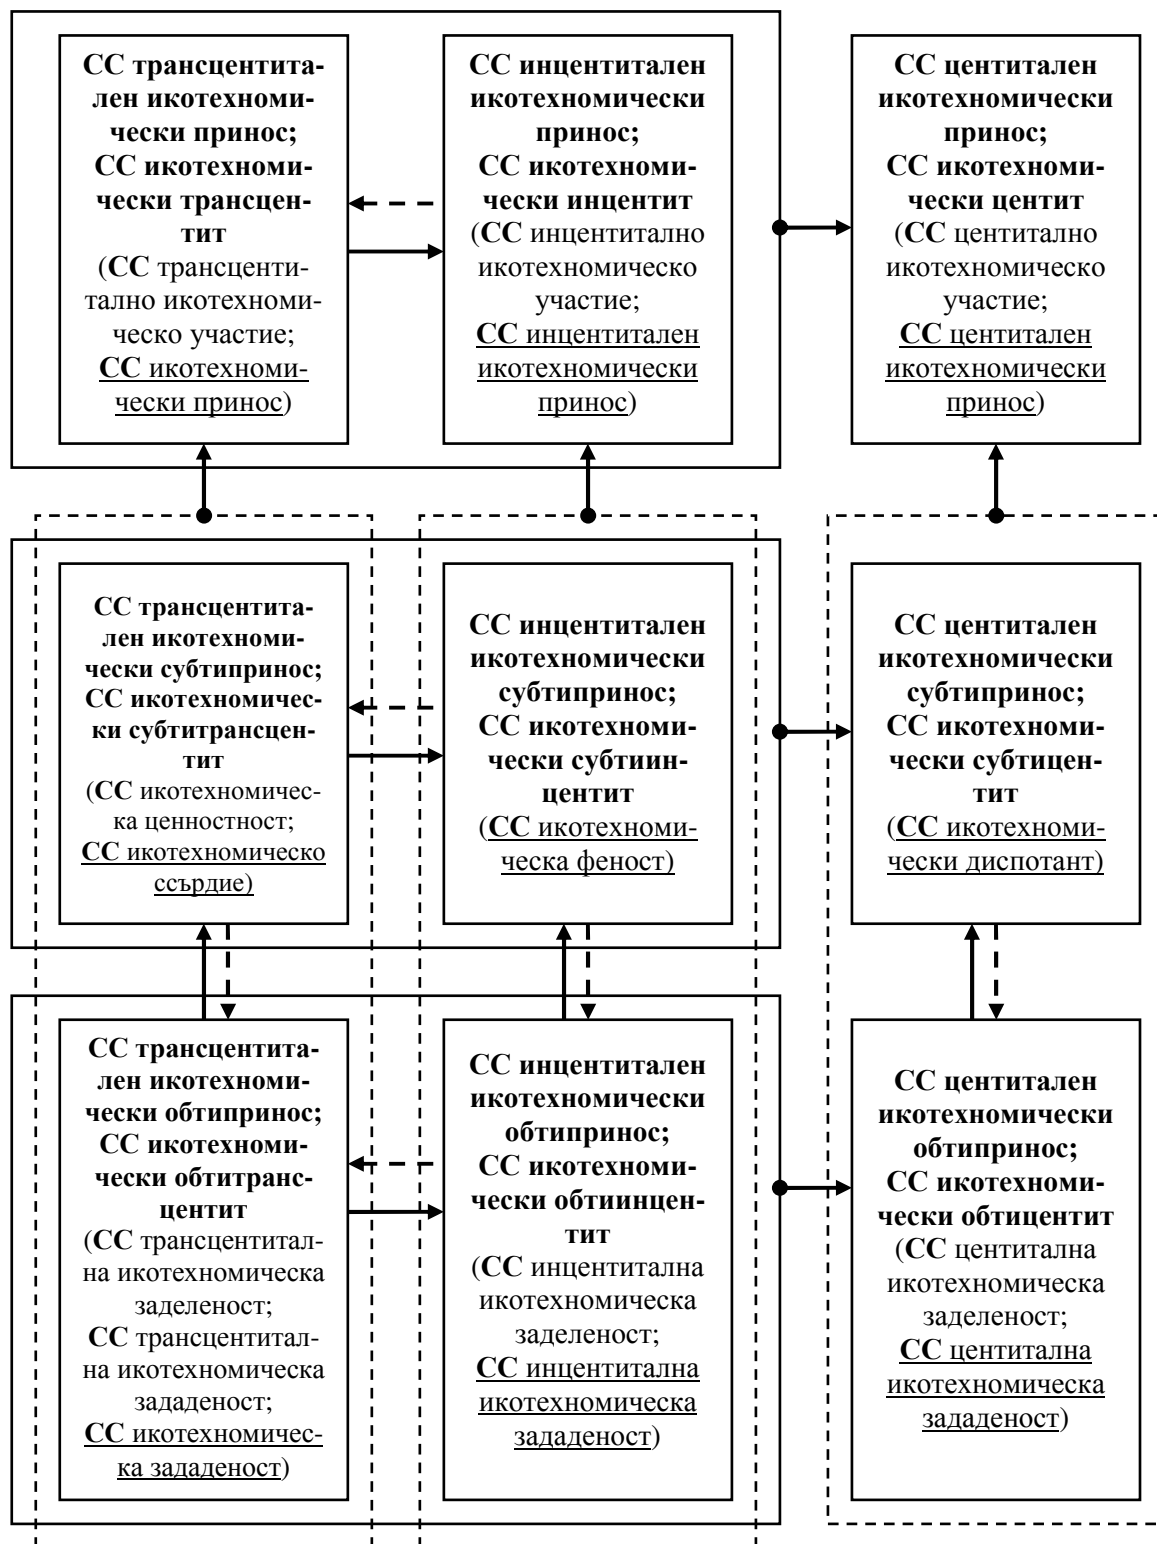 СС трансцентита-
лен икотехноми-
чески принос;
СС икотехноми-
чески трансцен-
тит
(СС трансценти-
тално икотехноми-
ческо участие;
СС икотехноми-
чески принос)
СС инцентитален
икотехномически
принос;
СС икотехноми-
чески инцентит
(СС инцентитално
икотехномическо
участие;
СС инцентитален
икотехномически
принос)
СС центитален
икотехномически
принос;
СС икотехноми-
чески центит
(СС центитално
икотехномическо
участие;
СС центитален
икотехномически
принос)
СС трансцентита-
лен икотехноми-
чески субтипринос;
СС икотехномичес-
ки субтитрансцен-
тит
(СС икотехномичес-
ка ценностност;
СС икотехномическо
ссърдие)
СС инцентитален
икотехномически
субтипринос;
СС икотехноми-
чески субтиин-
центит
(СС икотехноми-
ческа феност)
СС центитален
икотехномически
субтипринос;
СС икотехноми-
чески субтицен-
тит
(СС икотехноми-
чески диспотант)
СС трансцентита-
лен икотехноми-
чески обтипринос;
СС икотехноми-
чески обтитранс-
центит
(СС трансцентитал-
на икотехномическа
заделеност;
СС трансцентитал-
на икотехномическа
зададеност;
СС икотехномичес-
ка зададеност)
СС инцентитален
икотехномически
обтипринос;
СС икотехноми-
чески обтиинцен-
тит
(СС инцентитална
икотехномическа
заделеност;
СС инцентитална
икотехномическа
зададеност)
СС центитален
икотехномически
обтипринос;
СС икотехноми-
чески обтицентит
(СС центитална
икотехномическа
заделеност;
СС центитална
икотехномическа
зададеност)